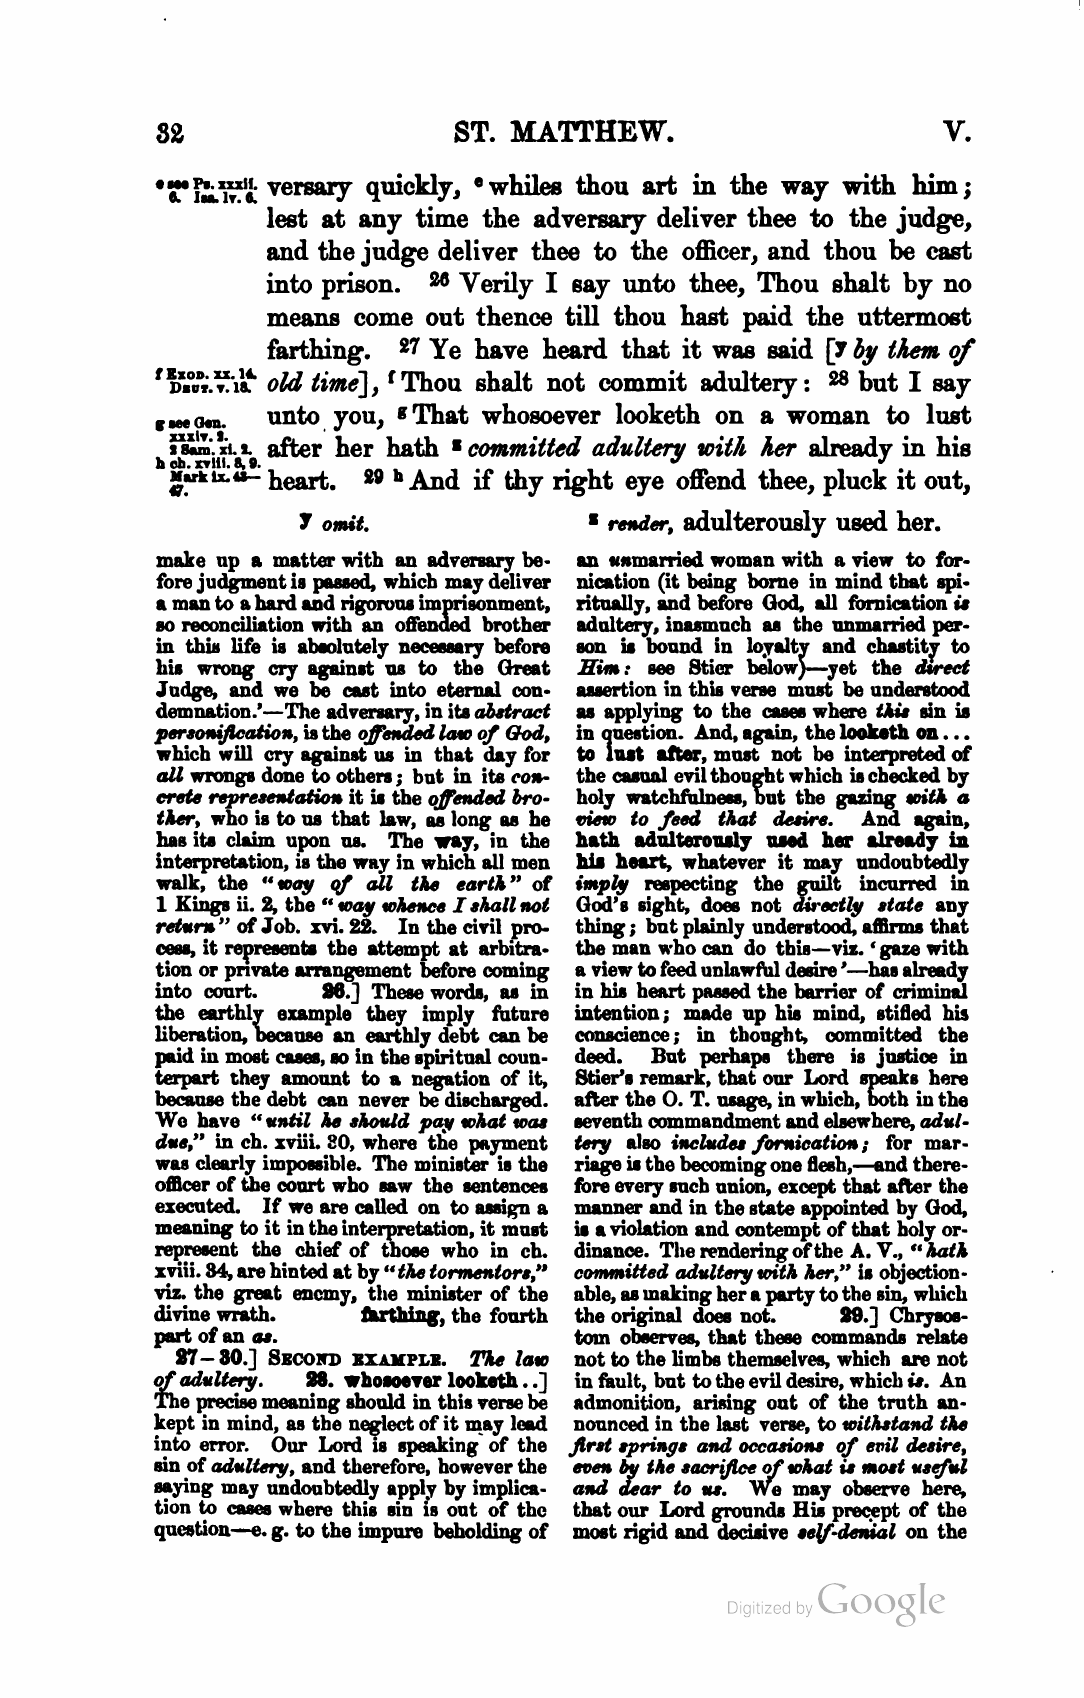 32 ST. MATTHEW. V.
e see Ps. xxxii.
6. Isa. lv. 6.
versary quickly, e whiles thou art in the way with him;
lest at any time the adversary deliver thee to the judge,
and the judge deliver thee to the officer, and thou be cast
into prison. 26 Verily I say unto thee, Thou shalt by no
means come out thence till thou hast paid the uttermost
farthing. 27 Ye have heard that it was said [y by them of
f Exod. xx. 14.
Deut. v. 18.
old time], f Thou shalt not commit adultery: 28 but I say
g see Gen.
xxxiv. 2.
2 Sam. xi. 2.
unto you, g That whosoever looketh on a woman to lust
after her hath z committed adultery with her already in his
h ch. xviii. 8, 9.
Mark ix. 43—
47.
heart. 29 h And if thy right eye offend thee, pluck it out,
y omit.
z render, adulterously used her.
make up a matter with an adversary be-
fore judgment is passed, which may deliver
a man to a hard and rigorous imprisonment,
so reconciliation with an offended brother
in this life is absolutely necessary before
his wrong cry against us to the Great
Judge, and we be cast into eternal con-
demnation.’—The adversary, in its abstract
personification, is the offended law of God,
which will cry against us in that day for
all wrongs done to others; but in its con-
crete representation it is the offended bro-
ther, who is to us that law, as long as he
has its claim upon us. The way, in the
interpretation, is the way in which all men
walk, the “way of all the earth” of
1 Kings ii. 2, the “way whence I shall not
return” of Job. xvi. 22. In the civil pro-
cess, it represents the attempt at arbitra-
tion or private arrangement before coming
into court. 26.] These words, as in
the earthly example they imply future
liberation, because an earthly debt can be
paid in most cases, so in the spiritual coun-
terpart they amount to a negation of it,
because the debt can never be discharged.
We have “until he should pay what was
due,” in ch. xviii. 30, where the payment
was clearly impossible. The minister is the
officer of the court who saw the sentences
executed. If we are called on to assign a
meaning to it in the interpretation, it must
represent the chief of those who in ch.
xviii. 34, are hinted at by “the tormentors,”
viz. the great enemy, the minister of the
divine wrath. farthing, the fourth
part of an as.
27–30.] SECOND EXAMPLE. The law
of adultery. 28. whosoever looketh . .]
The precise meaning should in this verse be
kept in mind, as the neglect of it may lead
into error. Our Lord is speaking of the
sin of adultery, and therefore, however the
saying may undoubtedly apply by implica-
tion to cases where this sin is out of the
question—e. g. to the impure beholding of
an unmarried woman with a view to for-
nication (it being borne in mind that spi-
ritually, and before God, all fornication is
adultery, inasmuch as the unmarried per-
son is bound in loyalty and chastity to
Him: see Stier below)—yet the direct
assertion in this verse must be understood
as applying to the cases where this sin is
in question. And, again, the looketh on . . .
to lust after, must not be interpreted of
the casual evil thought which is checked by
holy watchfulness, but the gazing with a
view to feed that desire. And again,
hath adulterously used her already in
his heart, whatever it may undoubtedly
imply respecting the guilt incurred in
God’s sight, does not directly state any
thing; but plainly understood, affirms that
the man who can do this—viz. ‘gaze with
a view to feed unlawful desire’—has already
in his heart passed the barrier of criminal
intention; made up his mind, stifled his
conscience; in thought, committed the
deed. But perhaps there is justice in
Stier’s remark, that our Lord speaks here
after the O. T. usage, in which, both in the
seventh commandment and elsewhere, adul-
tery also includes fornication; for mar-
riage is the becoming one flesh,—and there-
fore every such union, except that after the
manner and in the state appointed by God,
is a violation and contempt of that holy or-
dinance. The rendering of the A. V., “hath
committed adultery with her,” is objection-
able, as making her a party to the sin, which
the original does not. 29.] Chrysos-
tom observes, that these commands relate
not to the limbs themselves, which are not
in fault, but to the evil desire, which is. An
admonition, arising out of the truth an-
nounced in the last verse, to withstand the
first springs and occasions of evil desire,
even by the sacrifice of what is most useful
and dear to us. We may observe here,
that our Lord grounds His precept of the
most rigid and decisive self-denial on the
Digitized by Google